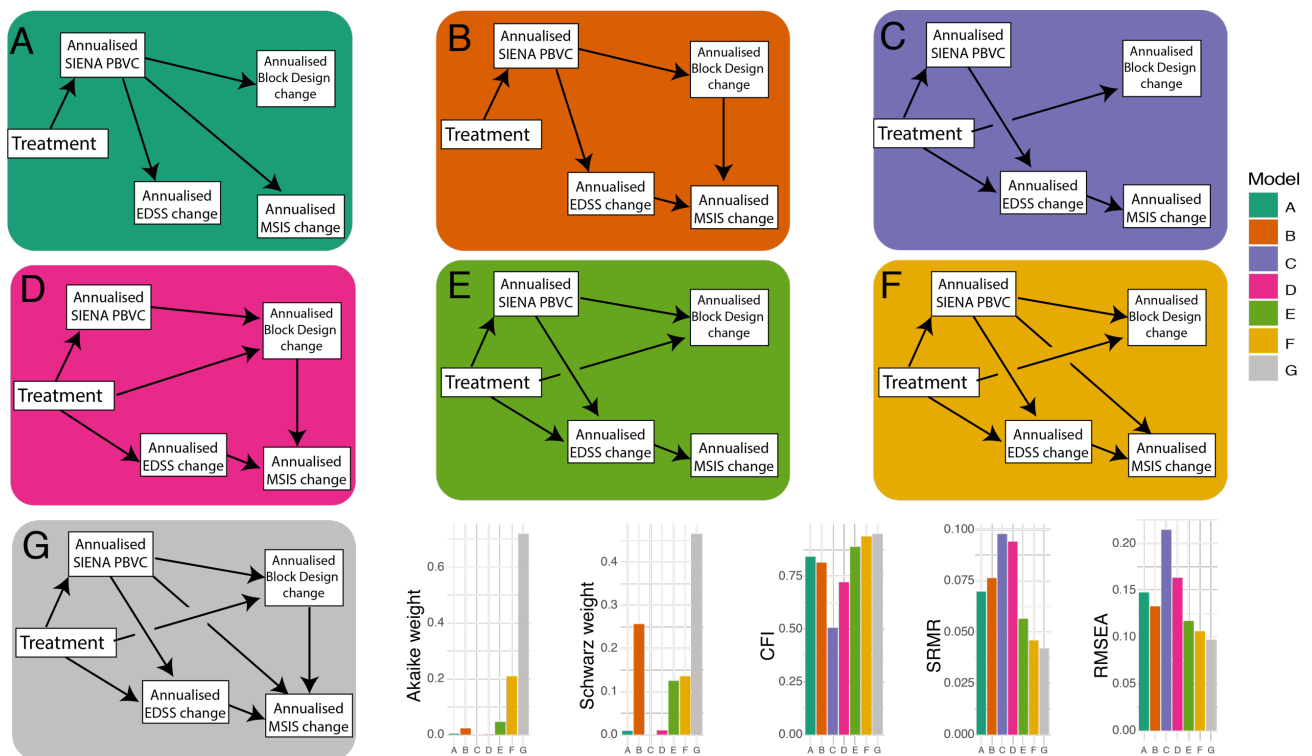 A
Annualised
SIENA PBVC
Annualised
Block Design
change
Treatment
Annualised
EDSS change
Annualised
MSIS change
B
Annualised
SIENA PBVC
Annualised
Block Design
change
Treatment
Annualised
EDSS change
Annualised
MSIS change
C
Annualised
SIENA PBVC
Annualised
Block Design
change
Treatment
Annualised
EDSS change
Annualised
MSIS change
Model
A
B
C
D
E
F
G
D
Annualised
SIENA PBVC
Annualised
Block Design
change
Treatment
Annualised
EDSS change
Annualised
MSIS change
E
Annualised
SIENA PBVC
Annualised
Block Design
change
Treatment
Annualised
EDSS change
Annualised
MSIS change
F
Annualised
SIENA PBVC
Annualised
Block Design
change
Treatment
Annualised
EDSS change
Annualised
MSIS change
G
Annualised
SIENA PBVC
Annualised
Block Design
change
Treatment
Annualised
EDSS change
Annualised
MSIS change
Akaike weight
0.6
0.4
0.2
0.0
A B C D E F G
Schwarz weight
0.4
0.3
0.2
0.1
0.0
A B C D E F G
CFI
0.75
0.50
0.25
0.00
A B C D E F G
SRMR
0.100
0.075
0.050
0.025
0.000
A B C D E F G
RMSEA
0.20
0.15
0.10
0.05
0.00
A B C D E F G